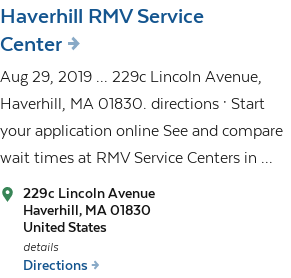 Haverhill RMV Service
Center →
Aug 29, 2019 ... 229c Lincoln Avenue,
Haverhill, MA 01830. directions · Start
your application online See and compare
wait times at RMV Service Centers in ...
229c Lincoln Avenue
Haverhill, MA 01830
United States
details
Directions →